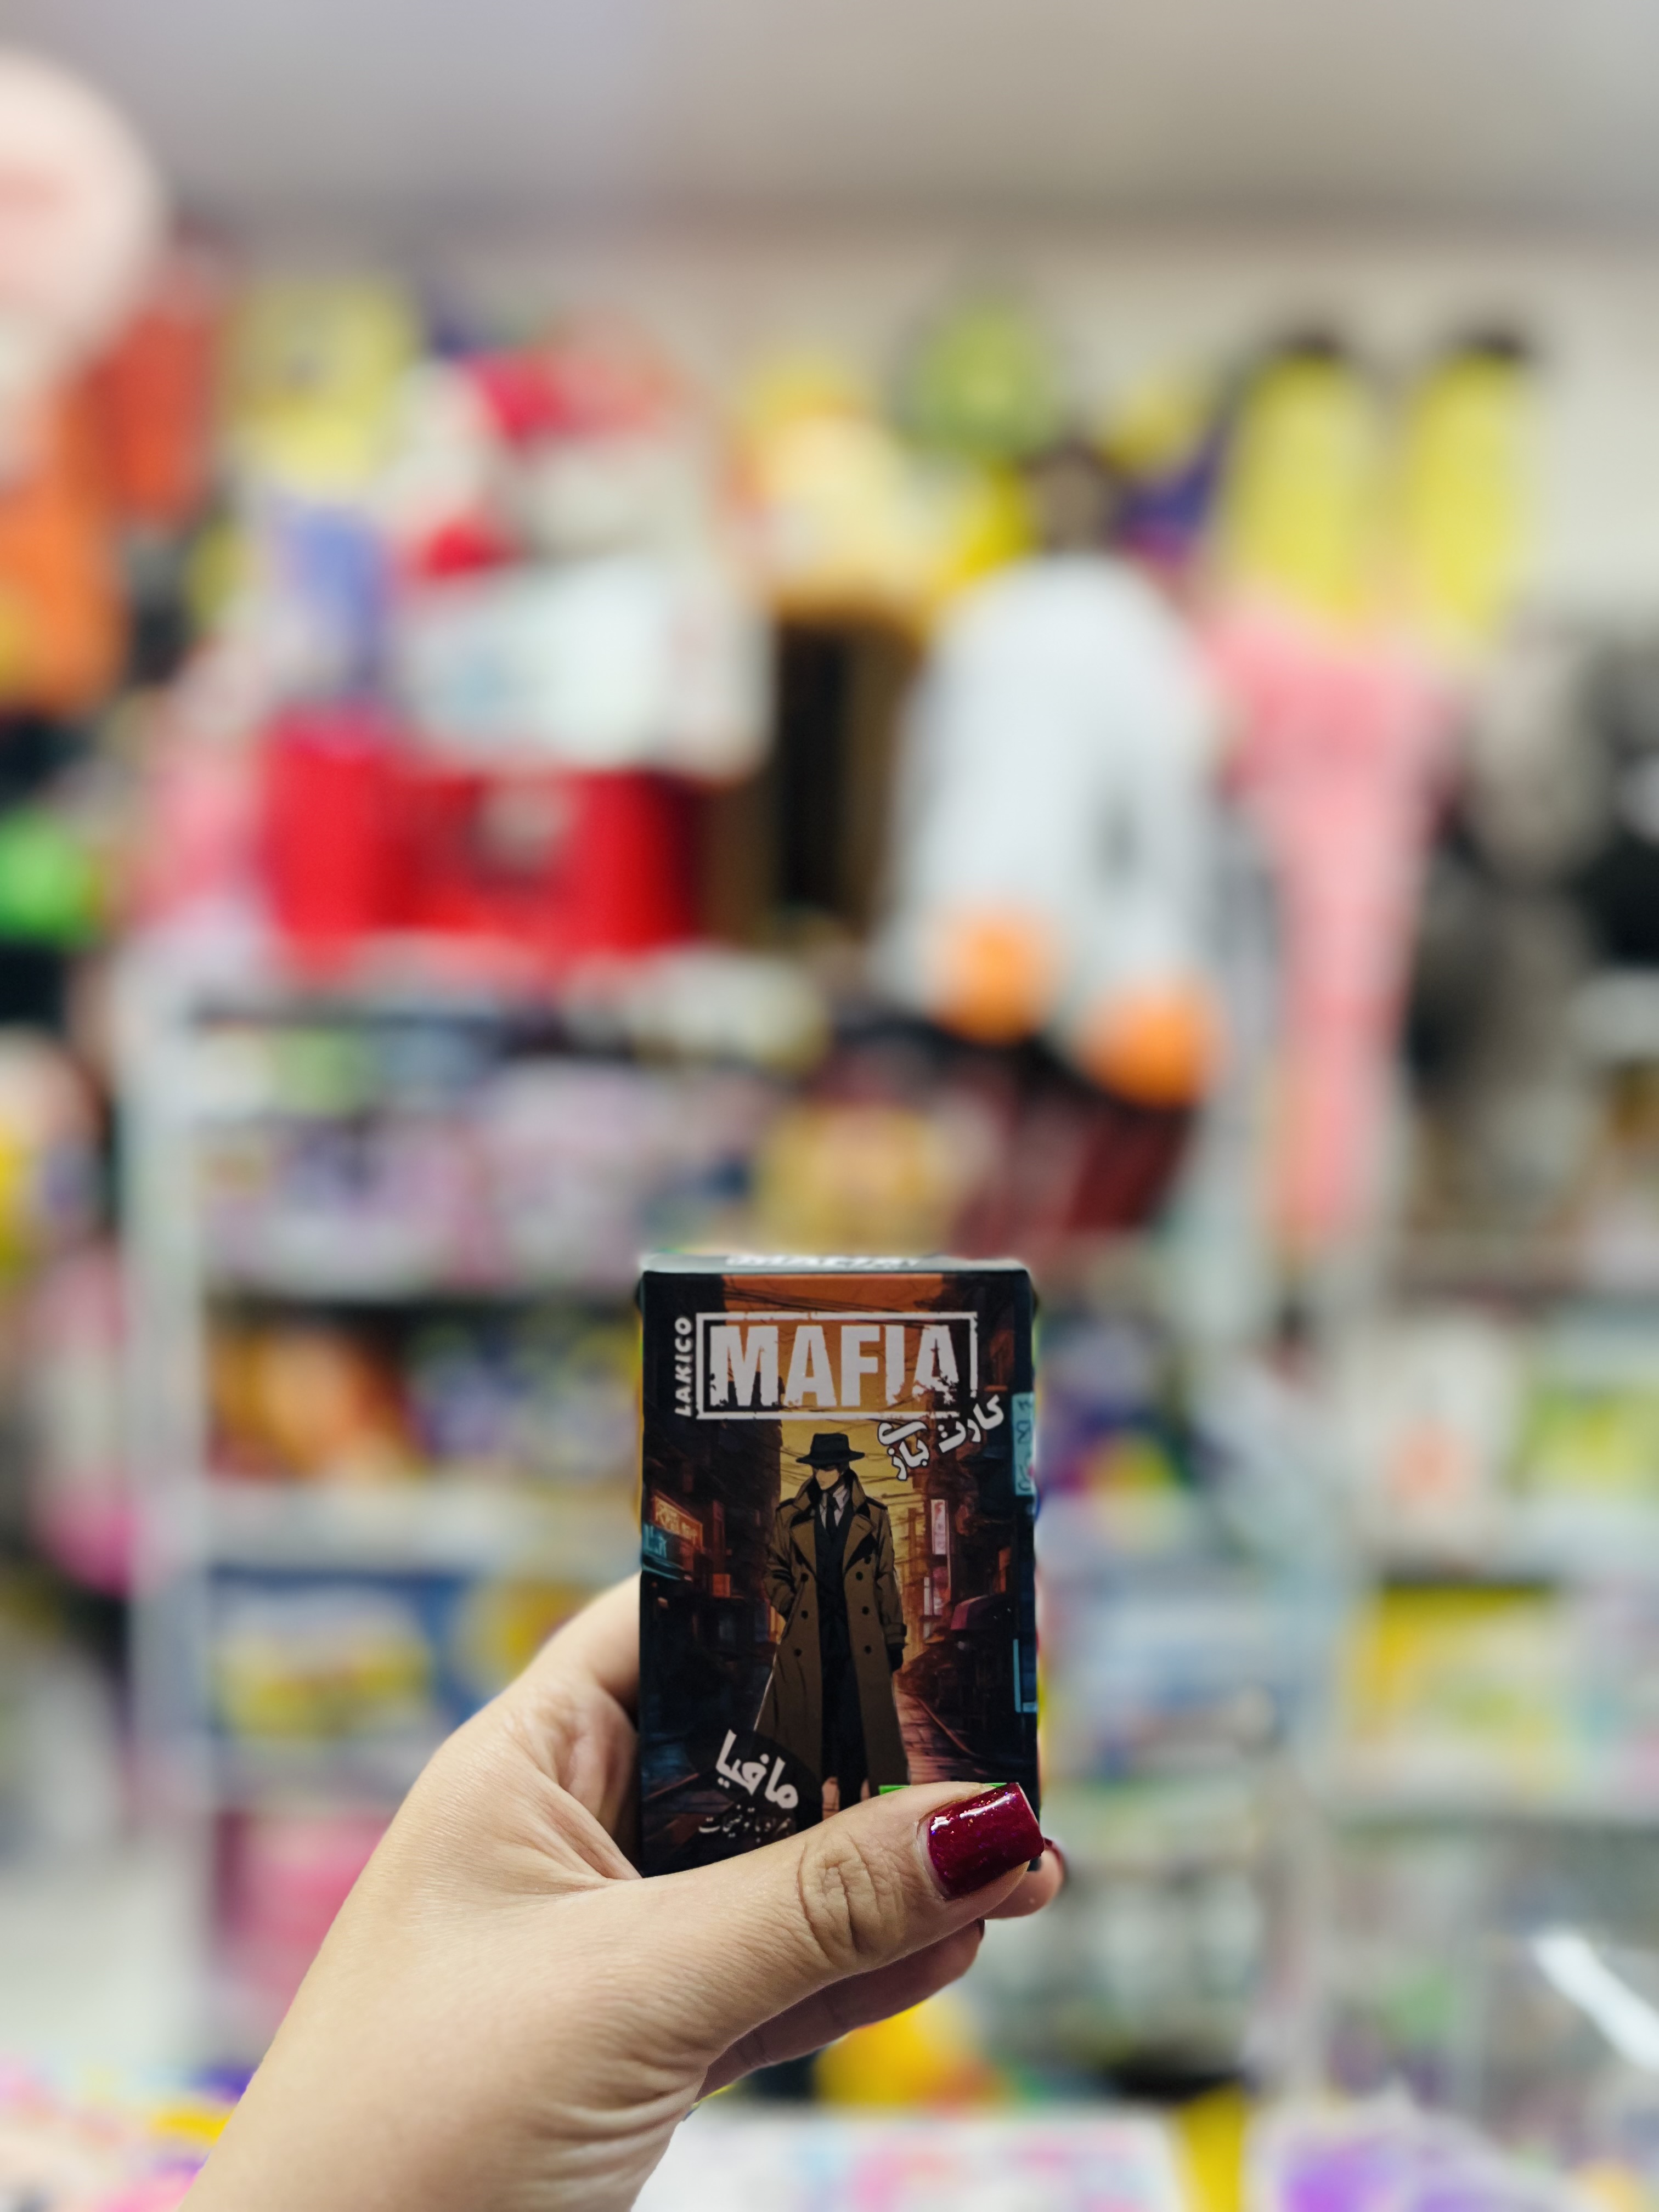 LAKICO
MAFIA
کارت
بازی
مافیا
همراه با توضیحات